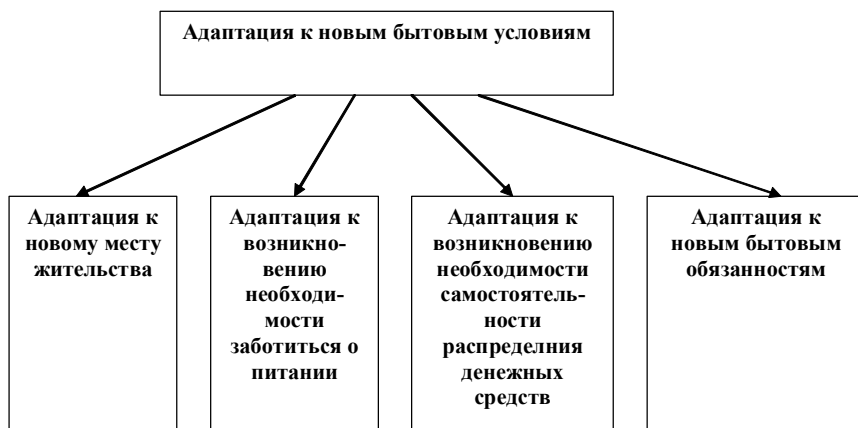 Адаптация к новым бытовым условиям
Адаптация к
новому месту
жительства
Адаптация к
возникно-
вению
необходи-
мости
заботиться о
питании
Адаптация к
возникновению
необходимости
самостоятель-
ности
распределния
денежных
средств
Адаптация к
новым бытовым
обязанностям